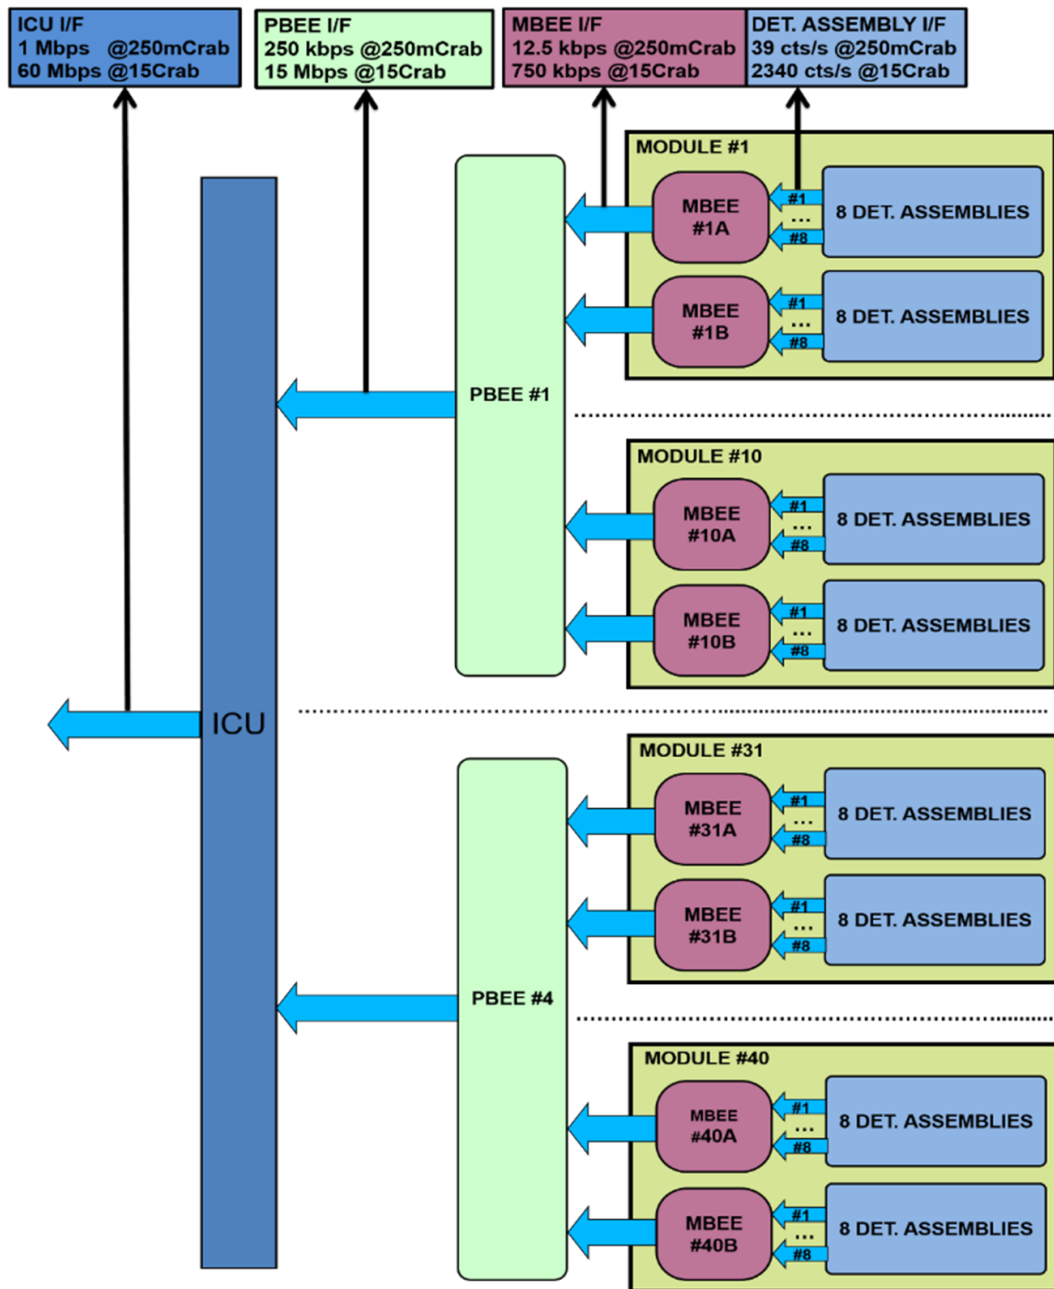 ICU I/F
1 Mbps @250mCrab
60 Mbps @15Crab
PBEE I/F
250 kbps @250mCrab
15 Mbps @15Crab
MBEE I/F
12.5 kbps @250mCrab
750 kbps @15Crab
DET. ASSEMBLY I/F
39 cts/s @250mCrab
2340 cts/s @15Crab
MODULE #1
MBEE
#1A
#1
...
#8
8 DET. ASSEMBLIES
MBEE
#1B
#1
...
#8
8 DET. ASSEMBLIES
PBEE #1
MODULE #10
MBEE
#10A
#1
...
#8
8 DET. ASSEMBLIES
MBEE
#10B
#1
...
#8
8 DET. ASSEMBLIES
ICU
MODULE #31
MBEE
#31A
#1
...
#8
8 DET. ASSEMBLIES
MBEE
#31B
#1
...
#8
8 DET. ASSEMBLIES
PBEE #4
MODULE #40
MBEE
#40A
#1
...
#8
8 DET. ASSEMBLIES
MBEE
#40B
#1
...
#8
8 DET. ASSEMBLIES